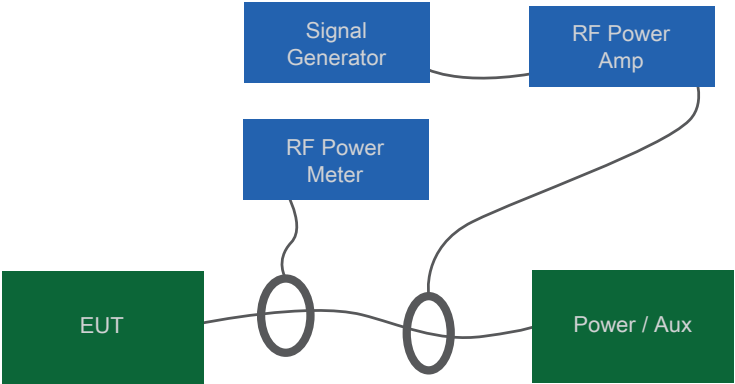 Signal
Generator
RF Power
Amp
RF Power
Meter
EUT
Power / Aux